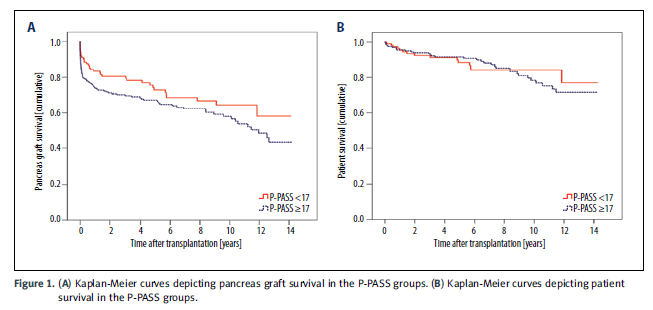 A
Pancreas graft survival [cumulative]
1.0
0.8
0.6
0.4
0.2
0.0
P-PASS <17
P-PASS ≥17
0 2 4 6 8 10 12 14
Time after transplantation [years]
B
Patient survival [cumulative]
1.0
0.8
0.6
0.4
0.2
0.0
P-PASS <17
P-PASS ≥17
0 2 4 6 8 10 12 14
Time after transplantation [years]
Figure 1. (A) Kaplan-Meier curves depicting pancreas graft survival in the P-PASS groups. (B) Kaplan-Meier curves depicting patient
survival in the P-PASS groups.